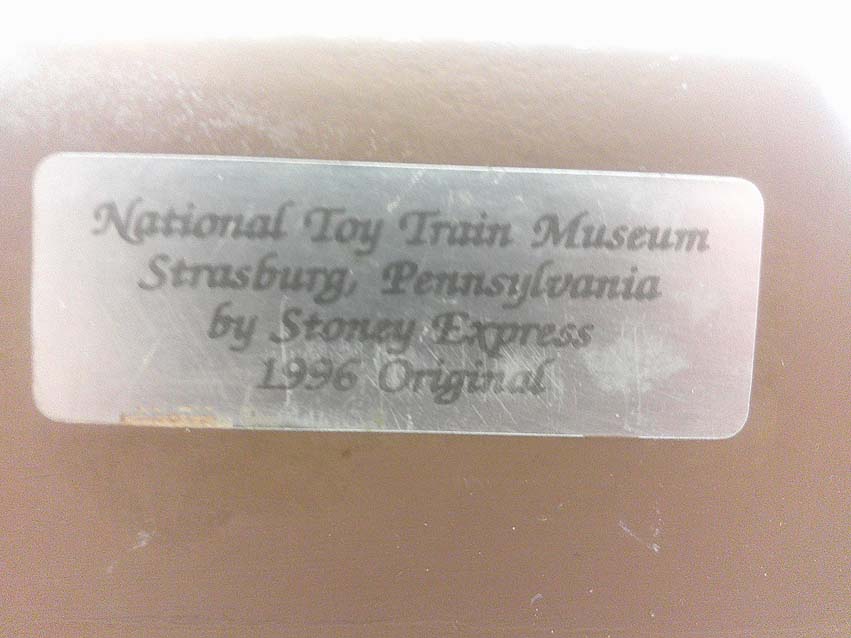 National Toy Train Museum
Strasburg, Pennsylvania
by Stoney Express
1996 Original